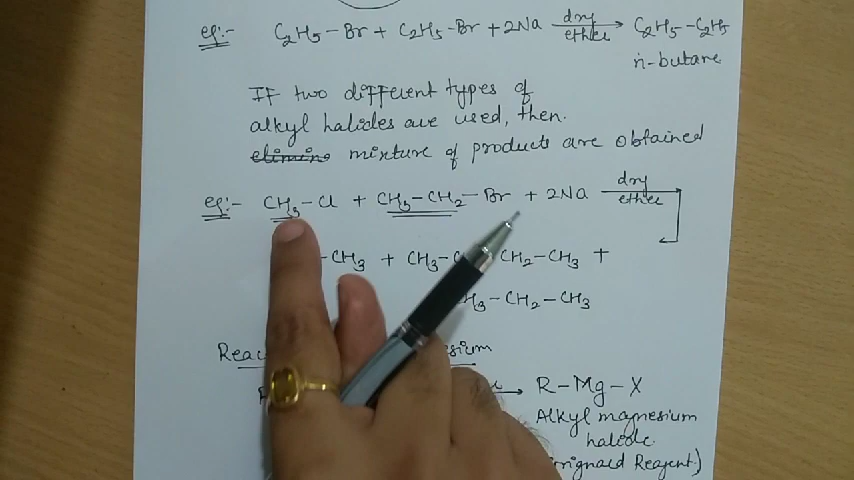 eg:- C2H5-Br + C2H5-Br + 2Na dry ether → C2H5-C2H5
n-butane
If two different types of
alkyl halides are used, then.
mixture of products are obtained
eg:- CH3-Cl + CH3-CH2-Br + 2Na dry ether
-CH3 + CH3- CH2-CH3 +
H3-CH2-CH3
→ R-Mg-X
Alkyl magnesium
halide
Reagent)